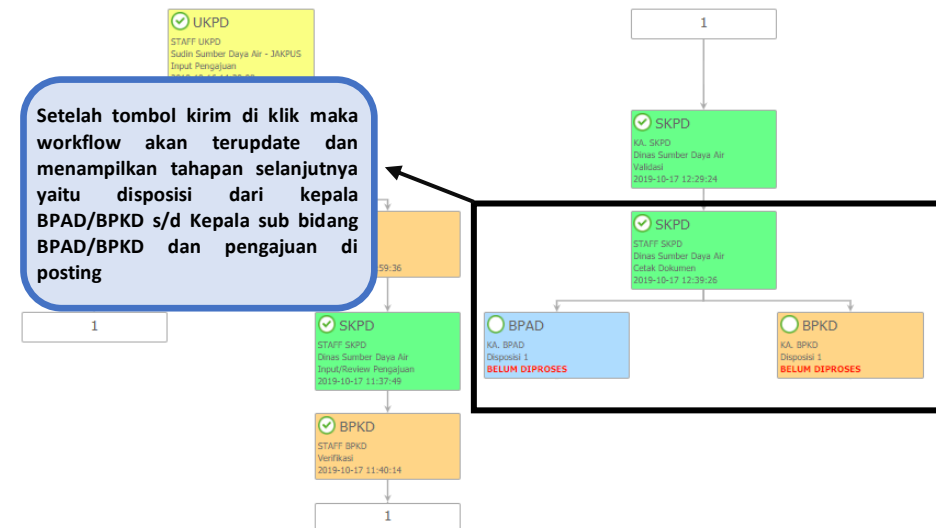 UKPD
STAFF UKPD
Sudin Sumber Daya Air - JAKPUS
Input Pengajuan
Setelah tombol kirim di klik maka
workflow akan terupdate dan
menampilkan tahapan selanjutnya
yaitu disposisi dari kepala
BPAD/BPKD s/d Kepala sub bidang
BPAD/BPKD dan pengajuan di
posting
59:36
1
SKPD
STAFF SKPD
Dinas Sumber Daya Air
Input/Review Pengajuan
2019-10-17 11:37:49
BPKD
STAFF BPKD
Verifikasi
2019-10-17 11:40:14
1
1
SKPD
KA. SKPD
Dinas Sumber Daya Air
Validasi
2019-10-17 12:29:24
SKPD
STAFF SKPD
Dinas Sumber Daya Air
Cetak Dokumen
2019-10-17 12:39:26
BPAD
KA. BPAD
Disposisi 1
BELUM DIPROSES
BPKD
KA. BPKD
Disposisi 1
BELUM DIPROSES